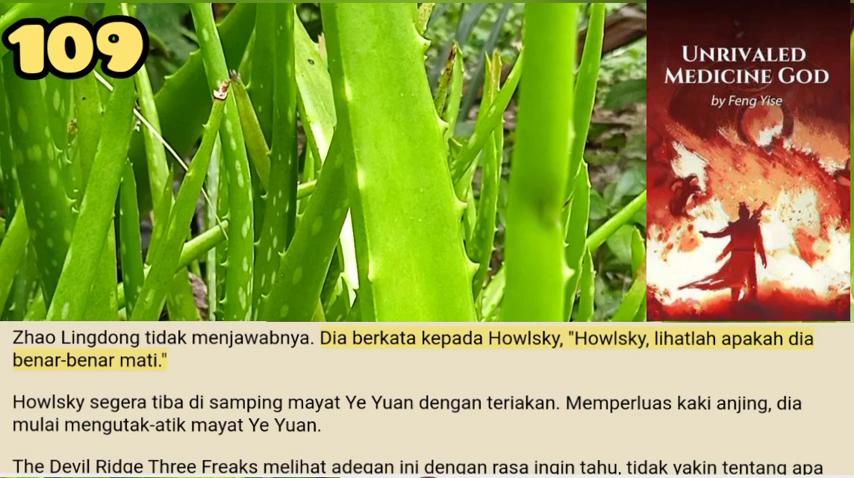 109
UNRIVALED
MEDICINE GOD
by Feng Yise
Zhao Lingdong tidak menjawabnya. Dia berkata kepada Howlsky, "Howlsky, lihatlah apakah dia
benar-benar mati."
Howlsky segera tiba di samping mayat Ye Yuan dengan teriakan. Memperluas kaki anjing, dia
mulai mengutak-atik mayat Ye Yuan.
The Devil Ridge Three Freaks melihat adegan ini dengan rasa ingin tahu, tidak yakin tentang apa